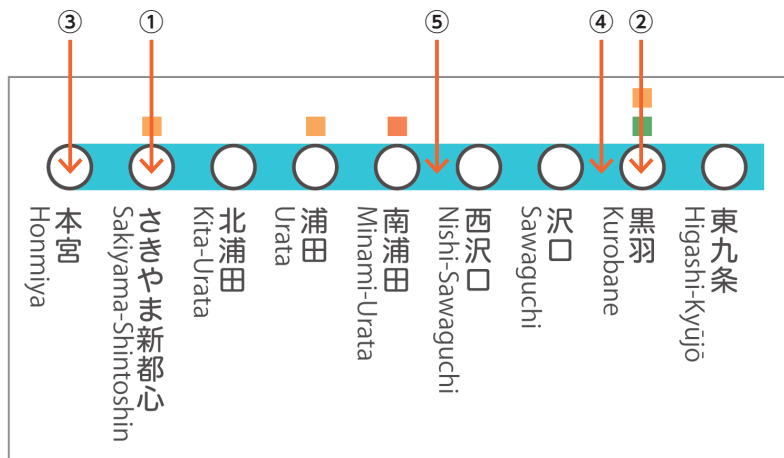 ③
①
⑤
④
②
本宮
Honmiya
さきやま新都心
Sakiyama-Shintoshin
北浦田
Kita-Urata
浦田
Urata
南浦田
Minami-Urata
西沢口
Nishi-Sawaguchi
沢口
Sawaguchi
黒羽
Kurobane
東九条
Higashi-Kyūjō